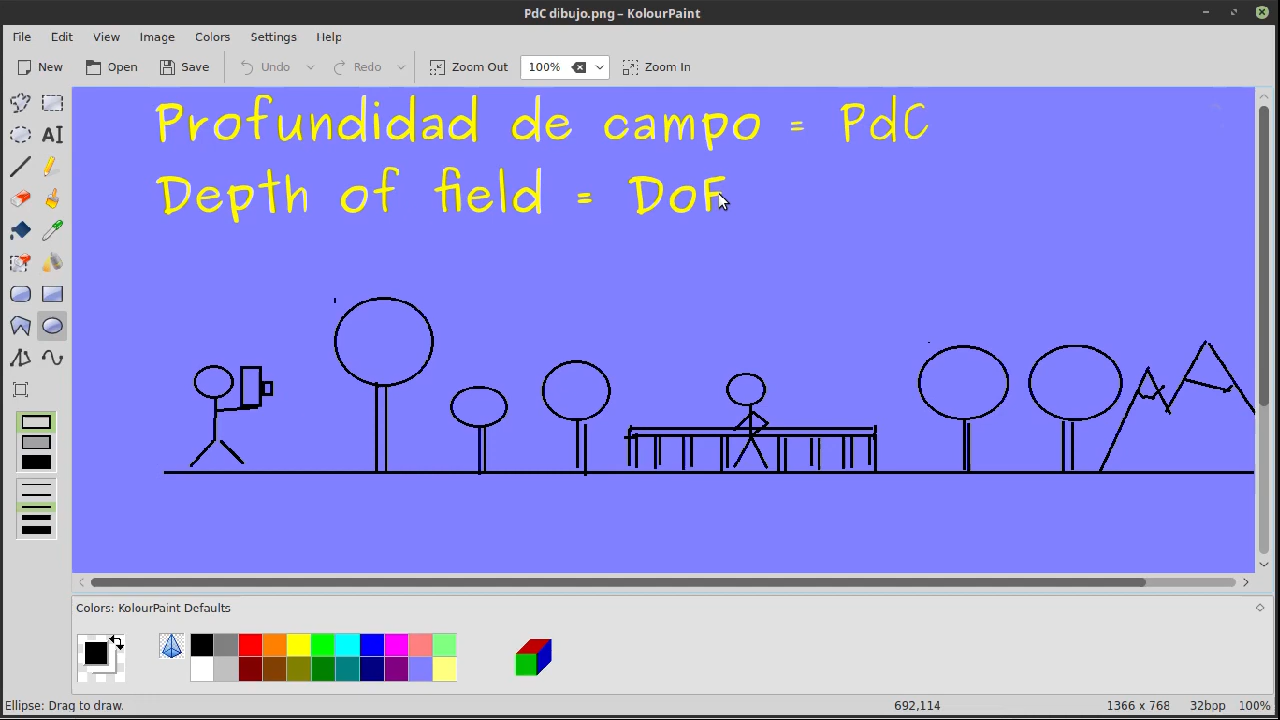 PdC dibujo.png – KolourPaint
File Edit View Image Colors Settings Help
New Open Save Undo Redo Zoom Out 100% Zoom In
Profundidad de campo = PdC
Depth of field = DoF
Colors: KolourPaint Defaults
Ellipse: Drag to draw. 692,114 1366 x 768 32bpp 100%